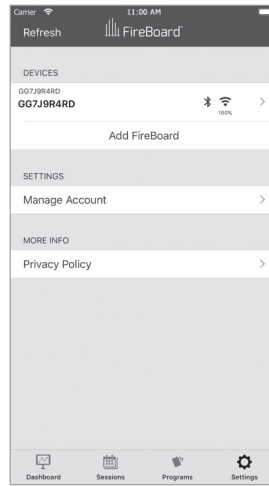 Carrier 11:00 AM
Refresh FireBoard
DEVICES
GG7J9R4RD
GG7J9R4RD
100%
Add FireBoard
SETTINGS
Manage Account
MORE INFO
Privacy Policy
Dashboard Sessions Programs Settings